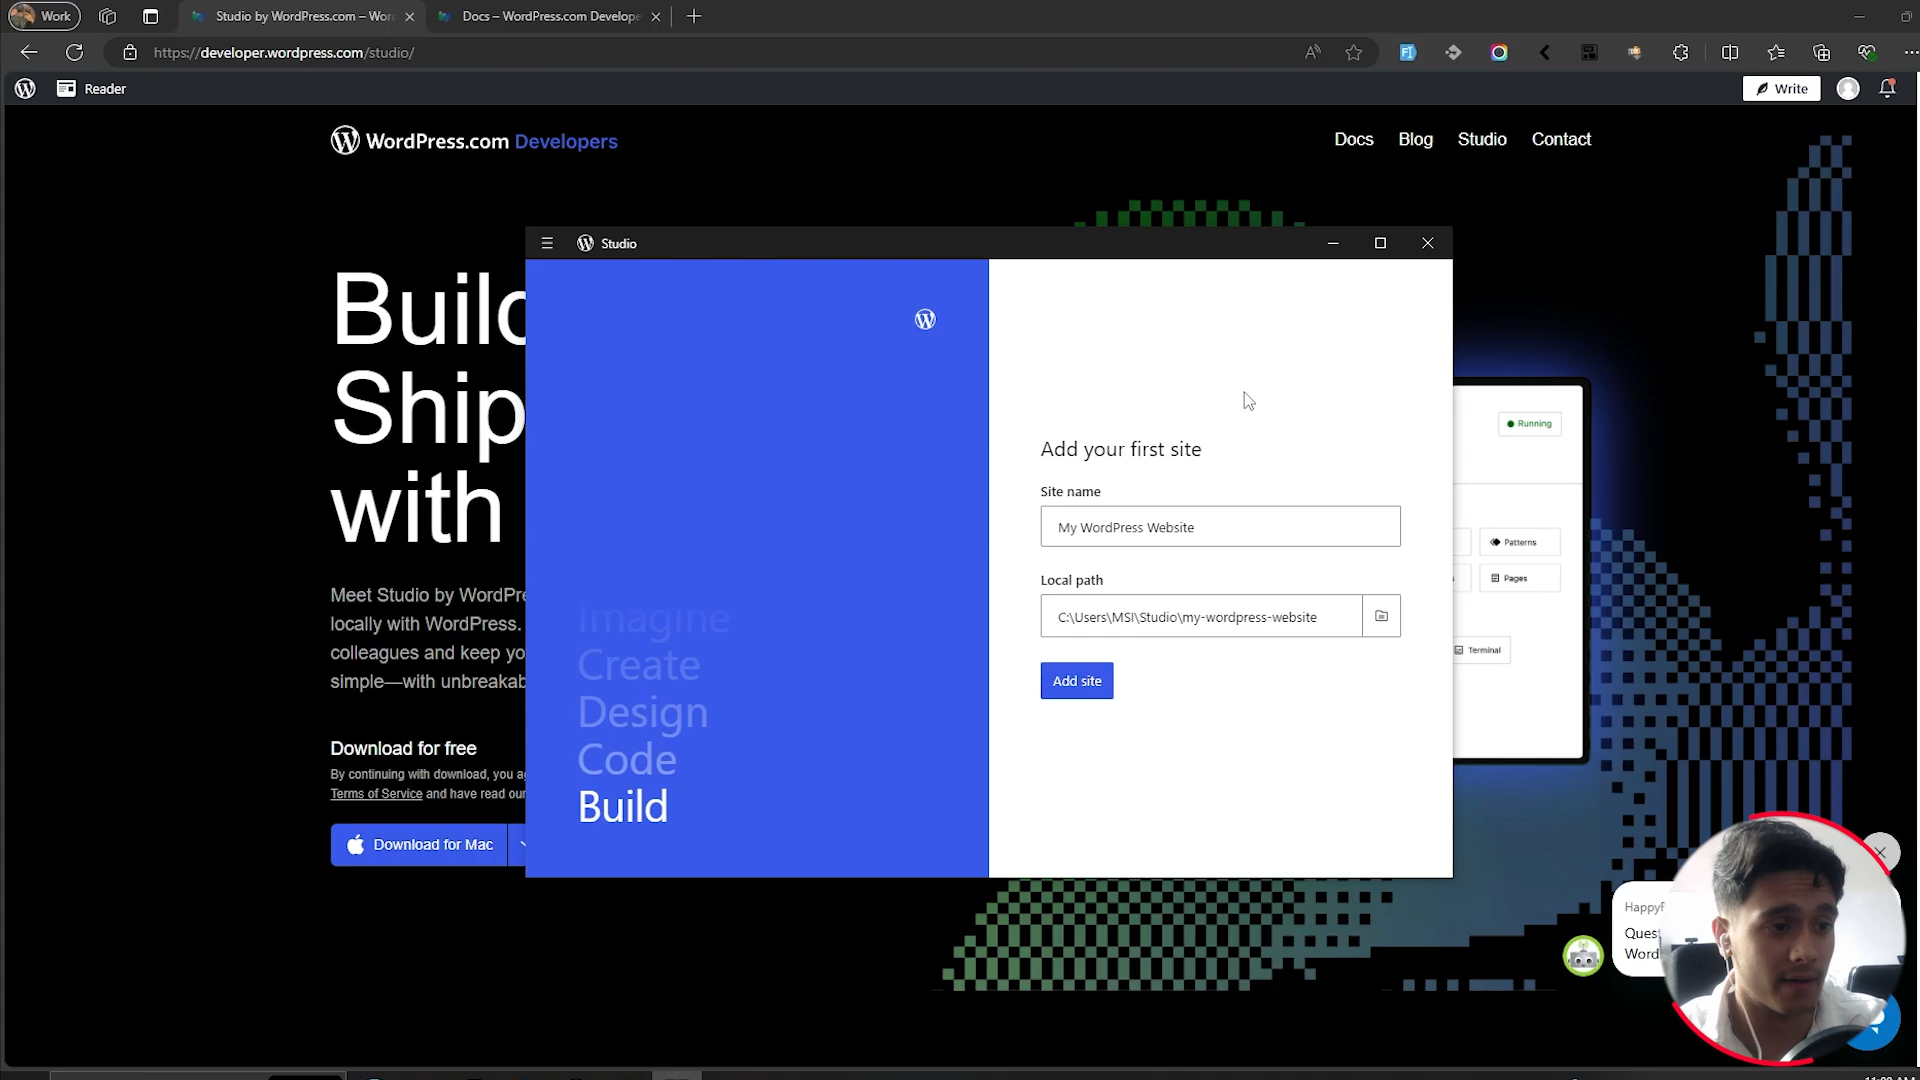 Work
Studio by WordPress.com – Wor
Docs – WordPress.com Develope
https://developer.wordpress.com/studio/
Reader
Write
WordPress.com Developers
Docs
Blog
Studio
Contact
Studio
Build
Ship
with
Running
Add your first site
Site name
My WordPress Website
Patterns
Pages
Local path
C:\Users\MSI\Studio\my-wordpress-website
Terminal
Add site
Imagine
Create
Design
Code
Build
Meet Studio by WordPre
locally with WordPress.
colleagues and keep yo
simple—with unbreakab
Download for free
By continuing with download, you ag
Terms of Service and have read our
Download for Mac
Happy
Quest
Word